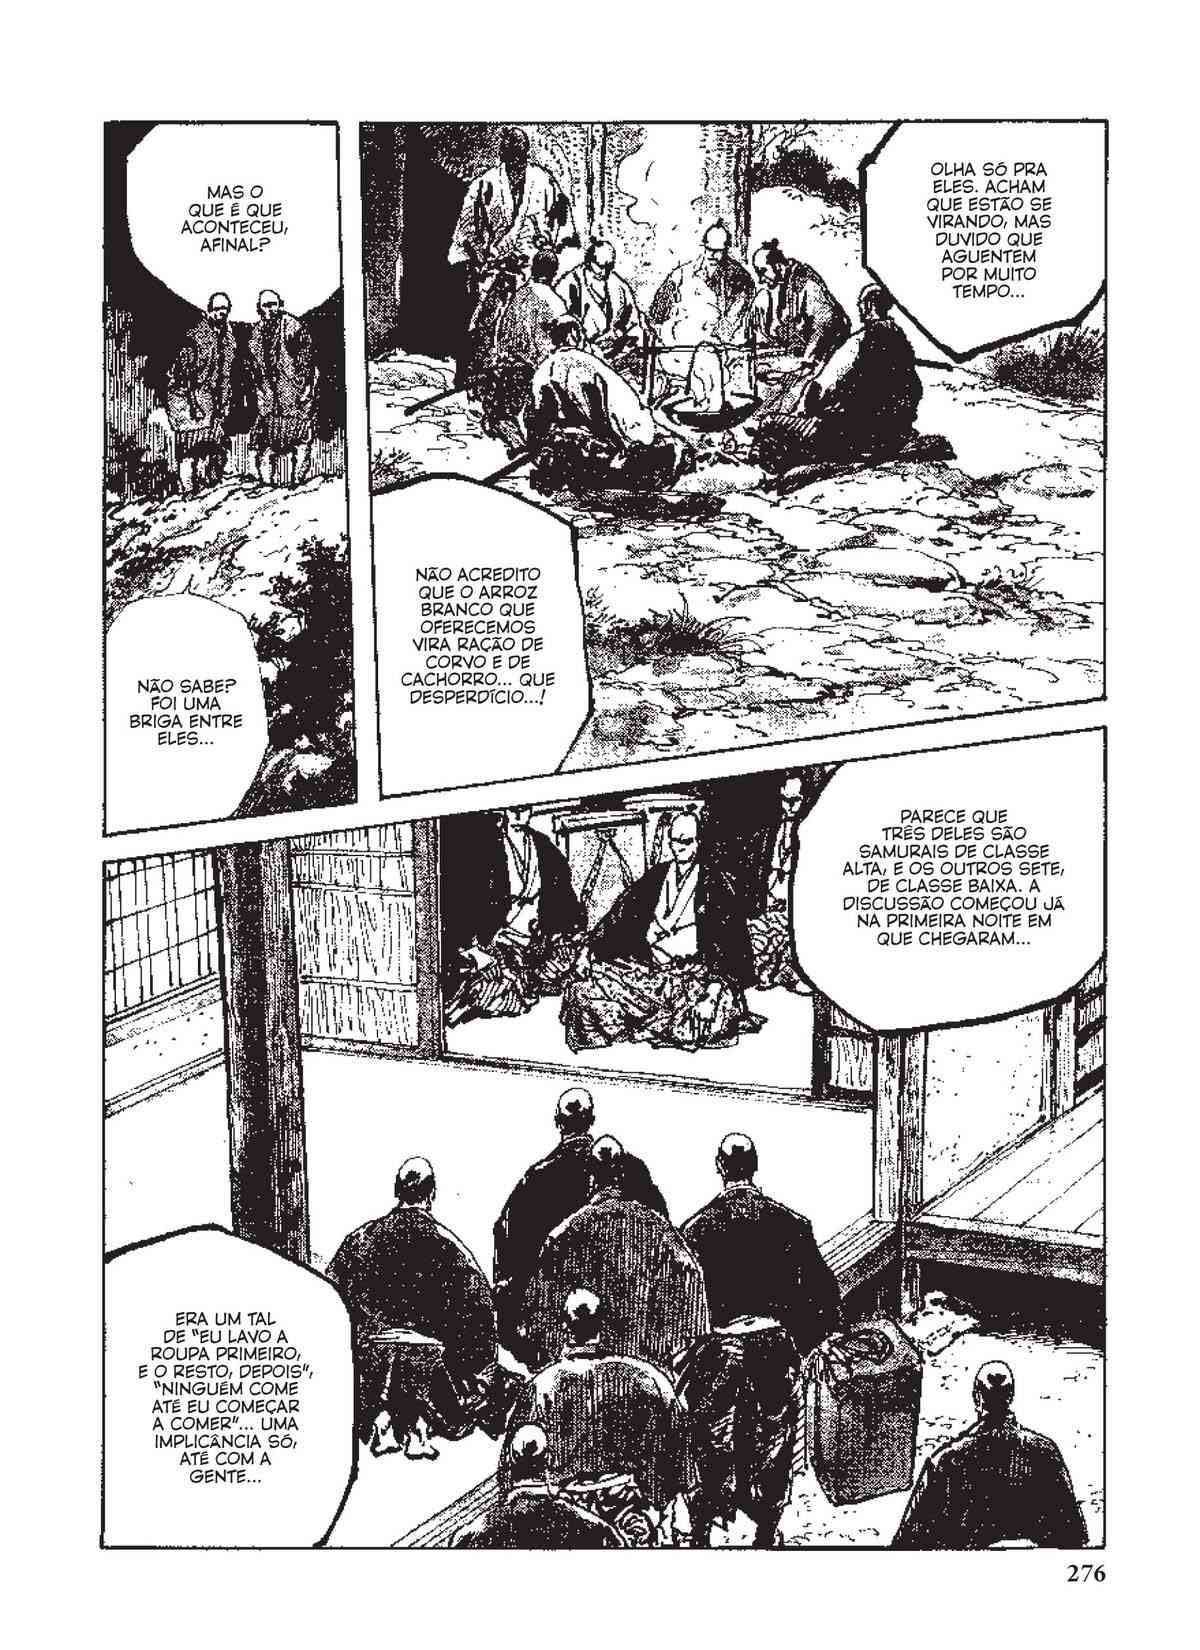 OLHA SÓ PRA
ELES. ACHAM
QUE ESTÃO SE
VIRANDO, MAS
DUVIDO QUE
AGUENTEM
POR MUITO
TEMPO...
NÃO ACREDITO
QUE O ARROZ
BRANCO QUE
OFERECEMOS
VIRA RAÇÃO DE
CORVO E DE
CACHORRO... QUE
DESPERDÍCIO...!
MAS O
QUE É QUE
ACONTECEU,
AFINAL?
NÃO SABE?
FOI UMA
BRIGA ENTRE
ELES...
PARECE QUE
TRÊS DELES SÃO
SAMURAIS DE CLASSE
ALTA, E OS OUTROS SETE,
DE CLASSE BAIXA. A
DISCUSSÃO COMEÇOU JÁ
NA PRIMEIRA NOITE EM
QUE CHEGARAM...
ERA UM TAL
DE "EU LAVO A
ROUPA PRIMEIRO,
E O RESTO, DEPOIS",
"NINGUÉM COME
ATÉ EU COMEÇAR
A COMER"... UMA
IMPLICÂNCIA SÓ,
ATÉ COM A
GENTE...
276